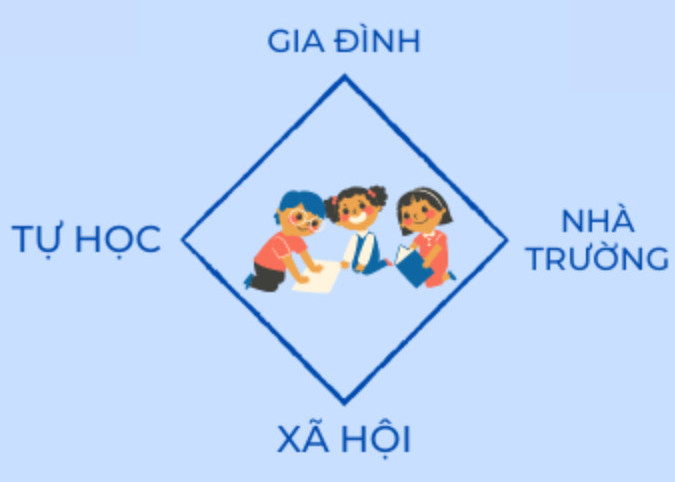 GIA ĐÌNH
TỰ HỌC
NHÀ
TRƯỜNG
XÃ HỘI